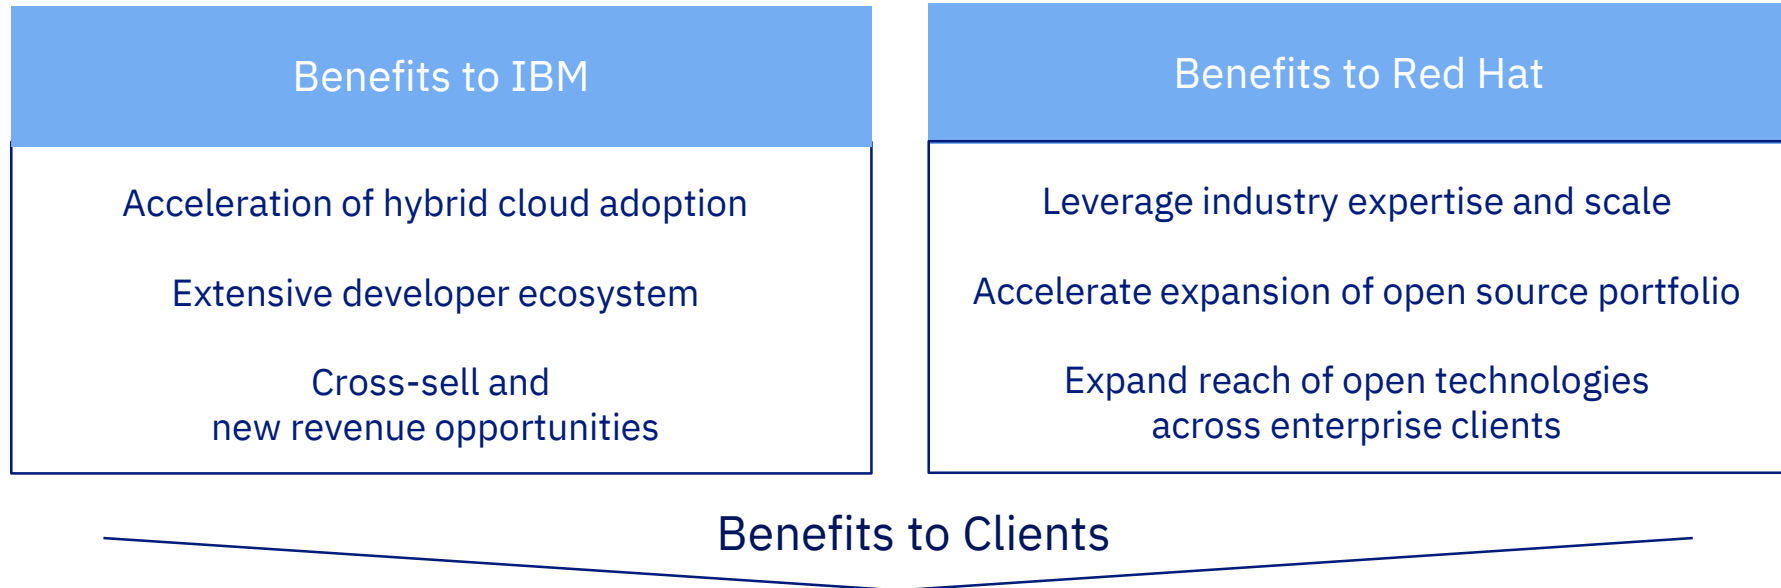 Benefits to IBM
Acceleration of hybrid cloud adoption
Extensive developer ecosystem
Cross-sell and
new revenue opportunities
Benefits to Red Hat
Leverage industry expertise and scale
Accelerate expansion of open source portfolio
Expand reach of open technologies
across enterprise clients
Benefits to Clients